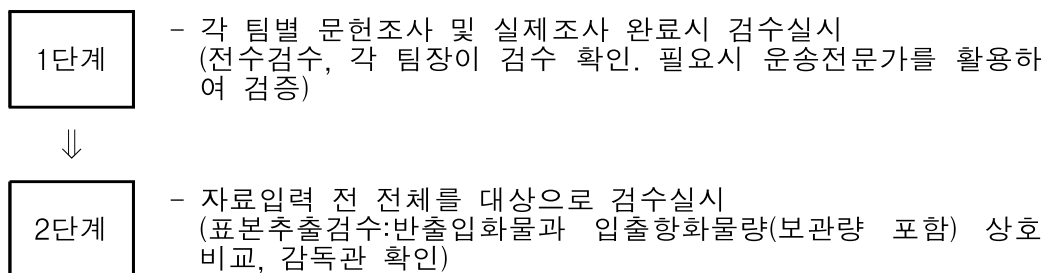 1단계
- 각 팀별 문헌조사 및 실제조사 완료시 검수실시
(전수검수, 각 팀장이 검수 확인. 필요시 운송전문가를 활용하
여 검증)
⇓
2단계
- 자료입력 전 전체를 대상으로 검수실시
(표본추출검수:반출입화물과 입출항화물량(보관량 포함) 상호
비교, 감독관 확인)